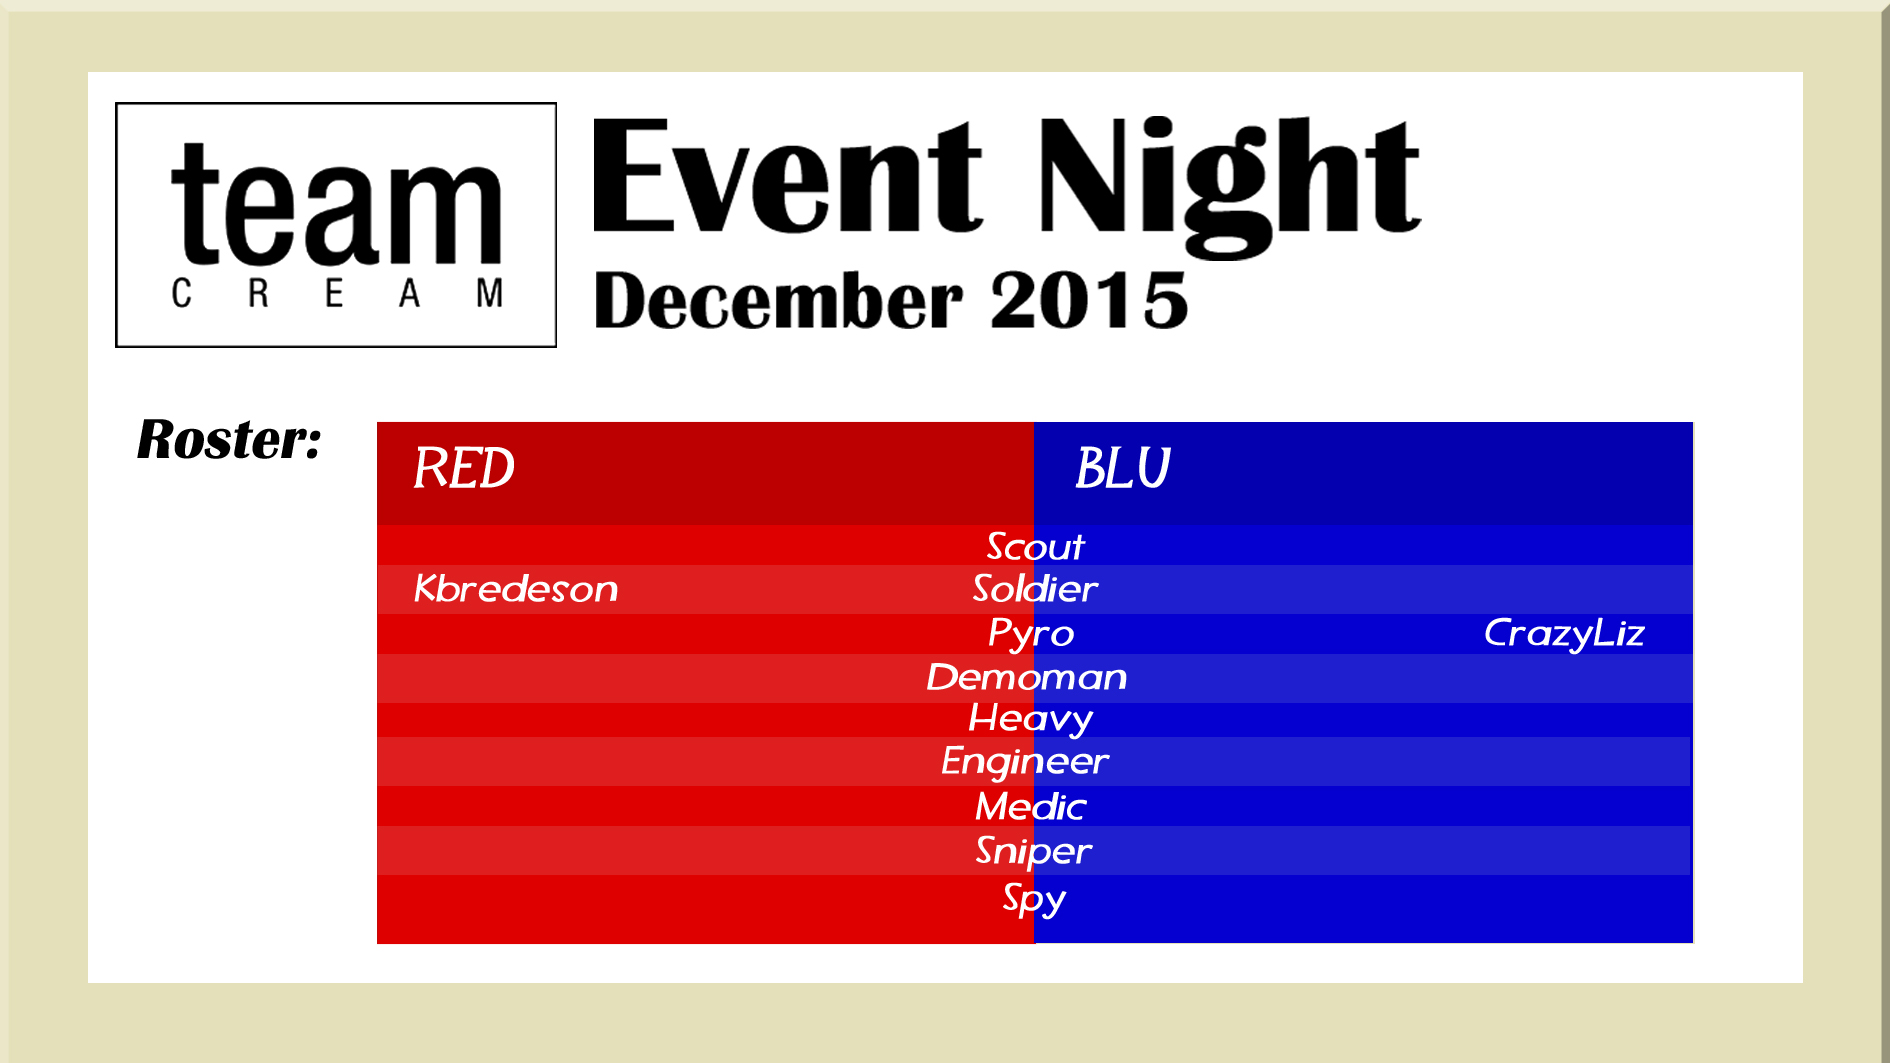 team
CREAM
Event Night
December 2015
Roster:
RED BLU
Scout
Kbredeson Soldier
Pyro CrazyLiz
Demoman
Heavy
Engineer
Medic
Sniper
Spy